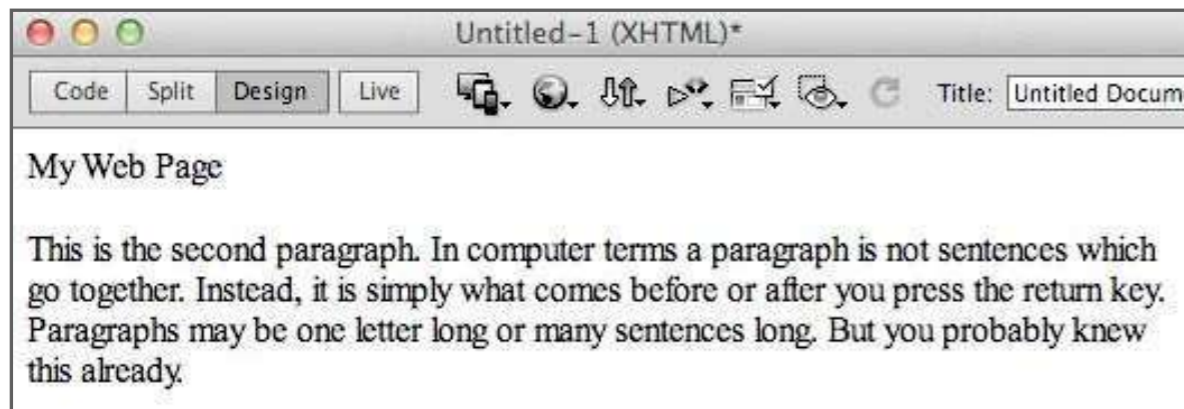 Untitled-1 (XHTML)*
Code Split Design Live Title: Untitled Docum
My Web Page
This is the second paragraph. In computer terms a paragraph is not sentences which
go together. Instead, it is simply what comes before or after you press the return key.
Paragraphs may be one letter long or many sentences long. But you probably knew
this already.